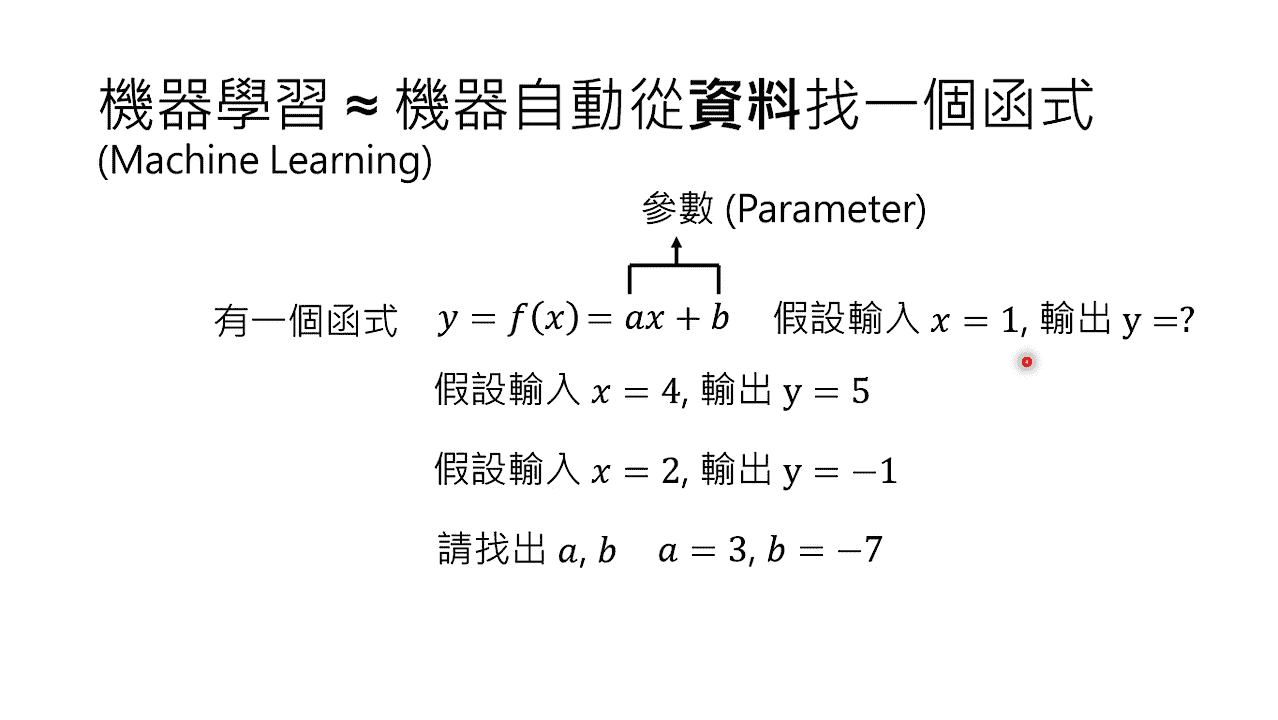 機器學習 ≈ 機器自動從資料找一個函式
(Machine Learning)
參數 (Parameter)
有一個函式 y = f(x) = ax + b 假設輸入 x = 1, 輸出 y =?
假設輸入 x = 4, 輸出 y = 5
假設輸入 x = 2, 輸出 y = −1
請找出 a, b a = 3, b = −7